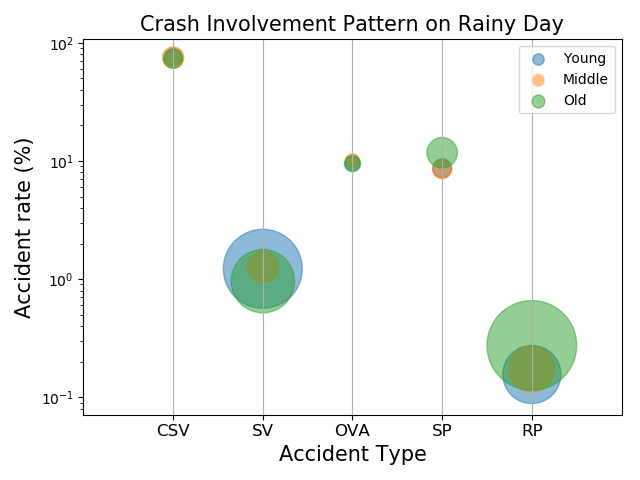 Crash Involvement Pattern on Rainy Day
Young
Middle
Old
10²
10¹
10⁰
10⁻¹
Accident rate (%)
CSV SV OVA SP RP
Accident Type